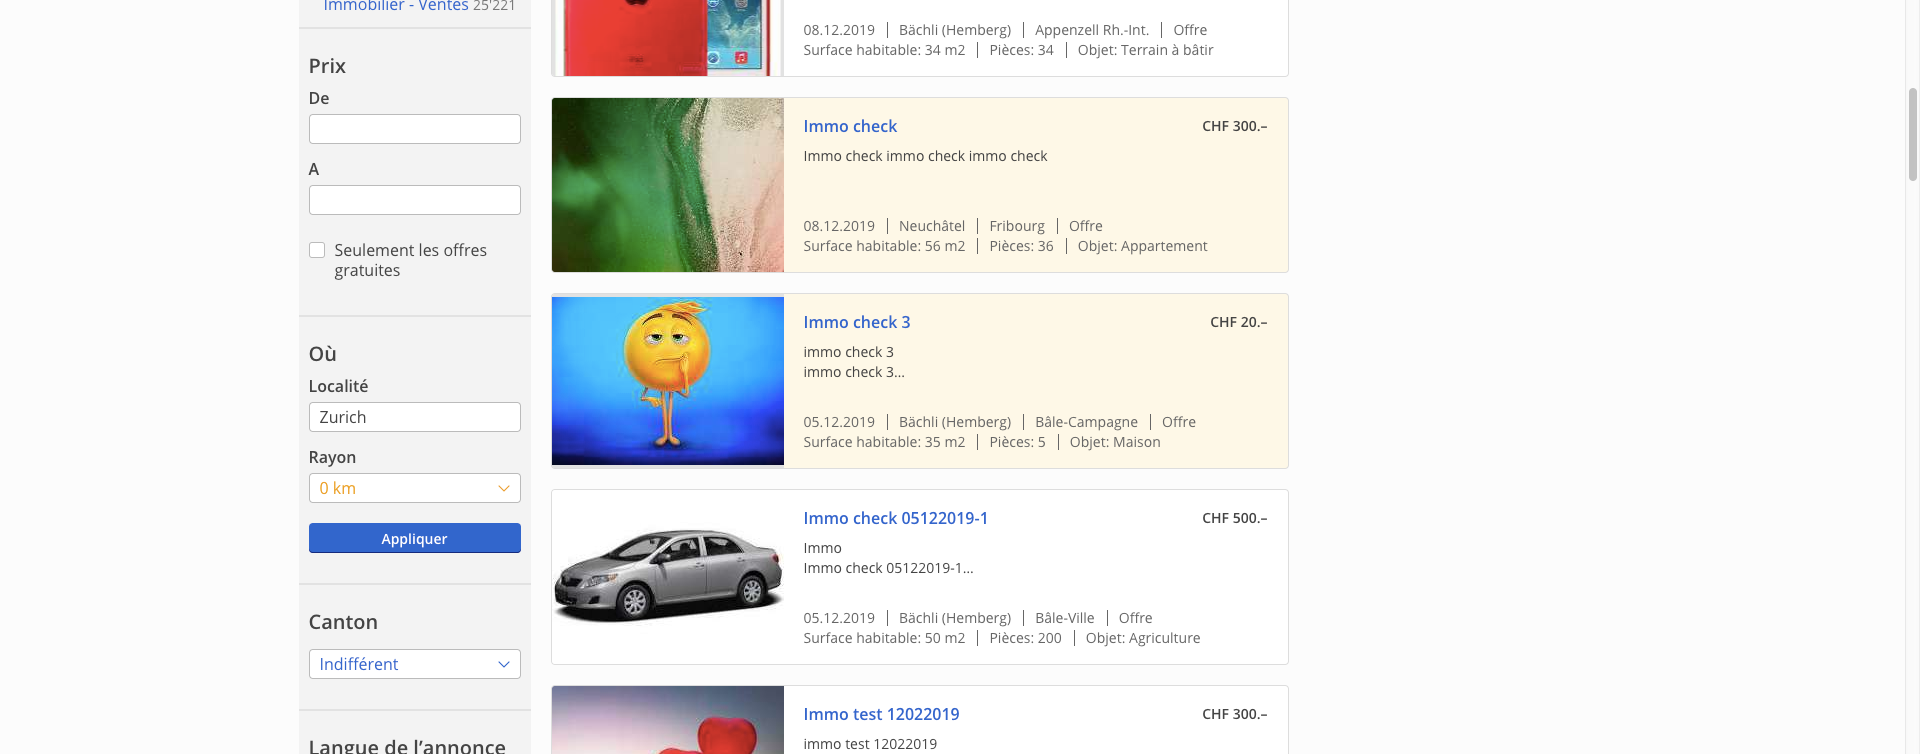 Immobilier - Ventes 25'221
Prix
De
A
Seulement les offres
gratuites
Où
Localité
Zurich
Rayon
0 km
Appliquer
Canton
Indifférent
Langue de l’annonce
08.12.2019 | Bächli (Hemberg) | Appenzell Rh.-Int. | Offre
Surface habitable: 34 m2 | Pièces: 34 | Objet: Terrain à bâtir
Immo check CHF 300.–
Immo check immo check immo check
08.12.2019 | Neuchâtel | Fribourg | Offre
Surface habitable: 56 m2 | Pièces: 36 | Objet: Appartement
Immo check 3 CHF 20.–
immo check 3
immo check 3...
05.12.2019 | Bächli (Hemberg) | Bâle-Campagne | Offre
Surface habitable: 35 m2 | Pièces: 5 | Objet: Maison
Immo check 05122019-1 CHF 500.–
Immo
Immo check 05122019-1...
05.12.2019 | Bächli (Hemberg) | Bâle-Ville | Offre
Surface habitable: 50 m2 | Pièces: 200 | Objet: Agriculture
Immo test 12022019 CHF 300.–
immo test 12022019